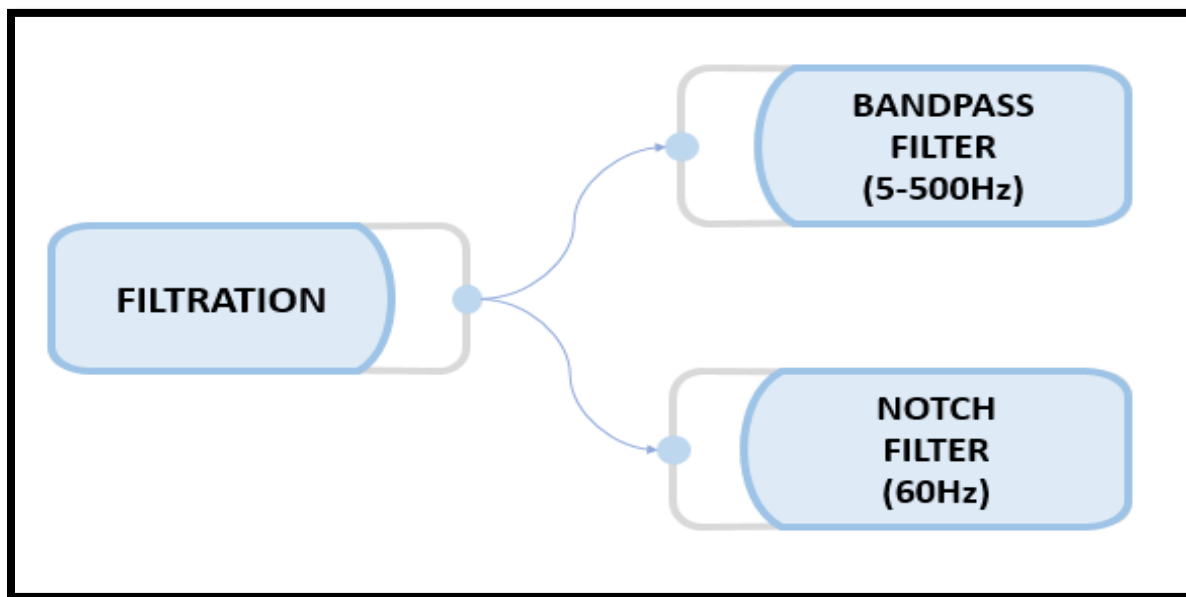 FILTRATION
BANDPASS
FILTER
(5-500Hz)
NOTCH
FILTER
(60Hz)